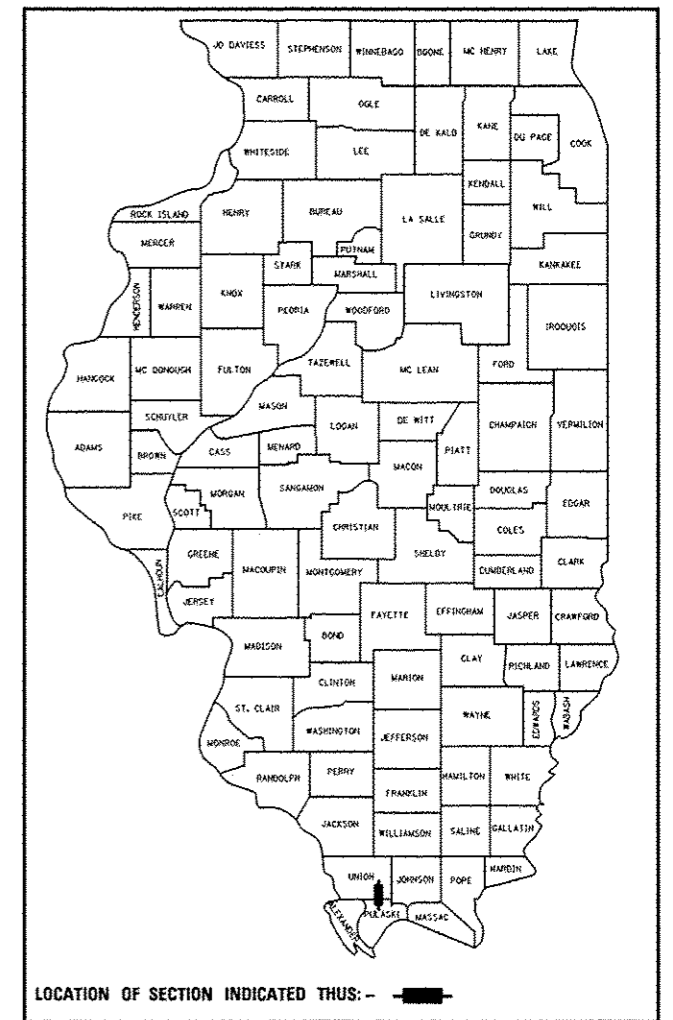 JO DAVIESS STEPHENSON WINNEBAGO BOONE MC HENRY LAKE
CARROLL OGLE DE KALB KANE DU PAGE COOK
WHITESIDE LEE KENDALL WILL
ROCK ISLAND HENRY BUREAU LA SALLE GRUNDY
MERCER PUTNAM KANKAKEE
STARK MARSHALL LIVINGSTON
HENDERSON WARREN KNOX PEORIA WOODFORD IROQUOIS
HANCOCK MC DONOUGH FULTON TAZEWELL MC LEAN FORD
SCHUYLER MASON LOGAN DE WITT CHAMPAIGN VERMILION
ADAMS BROWN CASS MENARD MACON PIATT
PIKE SCOTT MORGAN SANGAMON CHRISTIAN MOULTRIE DOUGLAS EDGAR
COLES
CALHOUN GREENE MACOUPIN MONTGOMERY SHELBY CUMBERLAND CLARK
JERSEY FAYETTE EFFINGHAM JASPER CRAWFORD
MADISON BOND CLAY RICHLAND LAWRENCE
CLINTON MARION
ST. CLAIR WASHINGTON JEFFERSON WAYNE EDWARDS WABASH
MONROE
RANDOLPH PERRY FRANKLIN HAMILTON WHITE
JACKSON WILLIAMSON SALINE GALLATIN
UNION JOHNSON POPE HARDIN
ALEXANDER PULASKI MASSAC
LOCATION OF SECTION INDICATED THUS: -